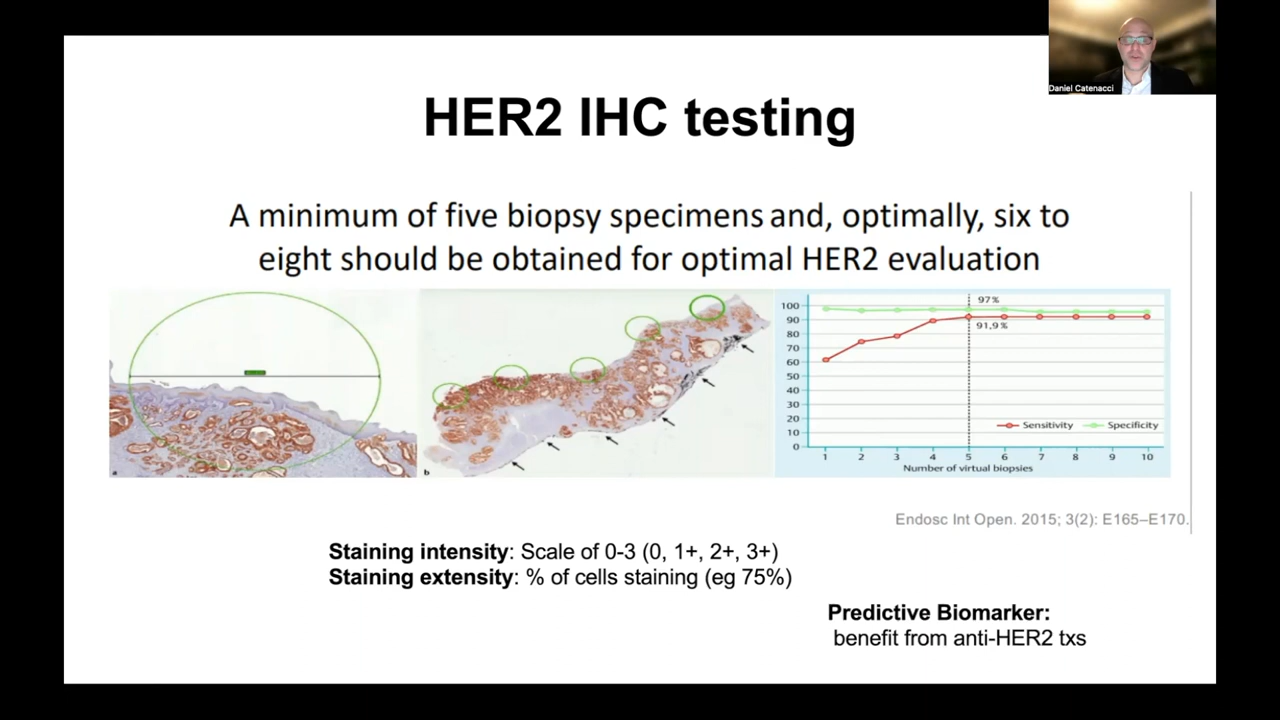 Daniel Catenacci
HER2 IHC testing
A minimum of five biopsy specimens and, optimally, six to
eight should be obtained for optimal HER2 evaluation
a
b
100
90
80
70
60
50
40
30
20
10
0
97%
91,9%
Sensitivity
Specificity
1 2 3 4 5 6 7 8 9 10
Number of virtual biopsies
Endosc Int Open. 2015; 3(2): E165–E170.
Staining intensity: Scale of 0-3 (0, 1+, 2+, 3+)
Staining extensity: % of cells staining (eg 75%)
Predictive Biomarker:
benefit from anti-HER2 txs